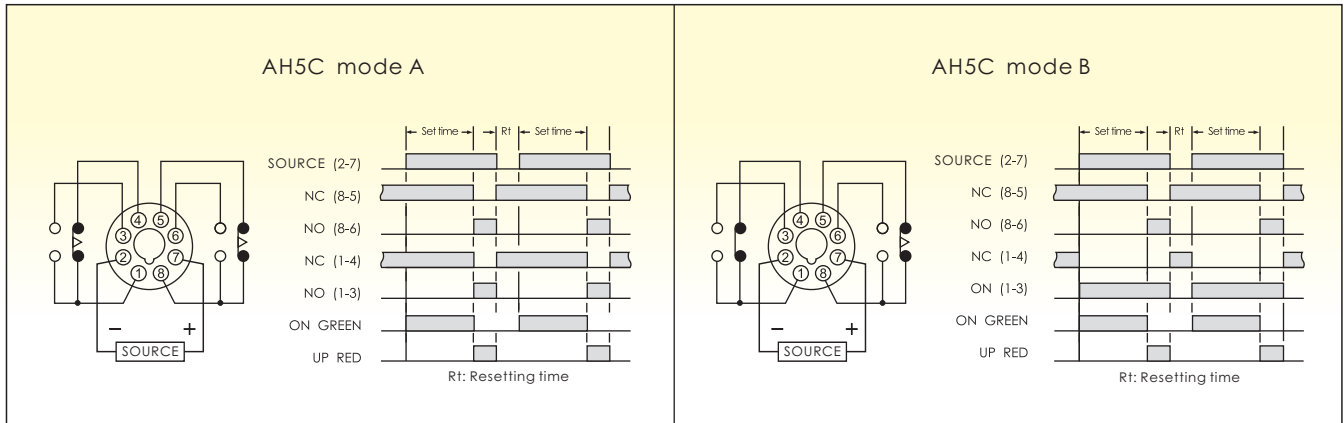 AH5C mode A
Set time Rt Set time
SOURCE (2-7)
NC (8-5)
NO (8-6)
NC (1-4)
NO (1-3)
ON GREEN
UP RED
Rt: Resetting time
4 5
3 6
2 7
1 8
− +
SOURCE
AH5C mode B
Set time Rt Set time
SOURCE (2-7)
NC (8-5)
NO (8-6)
NC (1-4)
ON (1-3)
ON GREEN
UP RED
Rt: Resetting time
4 5
3 6
2 7
1 8
− +
SOURCE